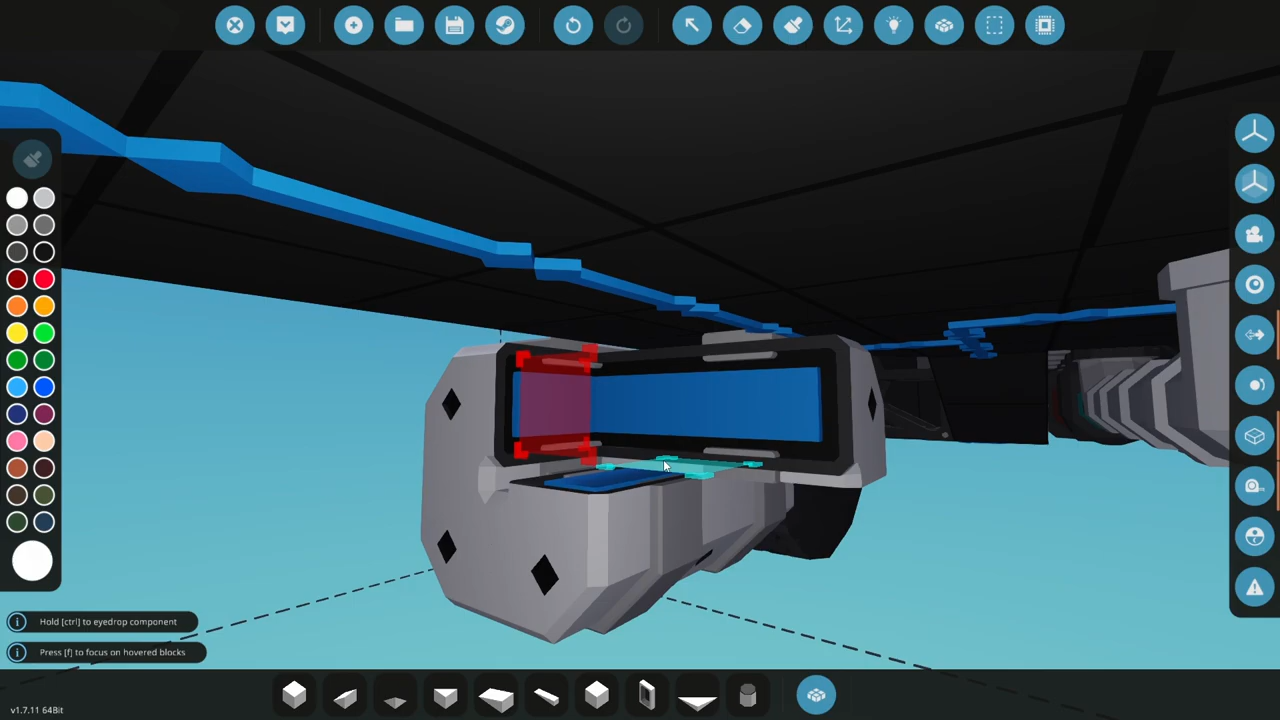 Hold [ctrl] to eyedrop component
Press [f] to focus on hovered blocks
v1.7.11 64Bit